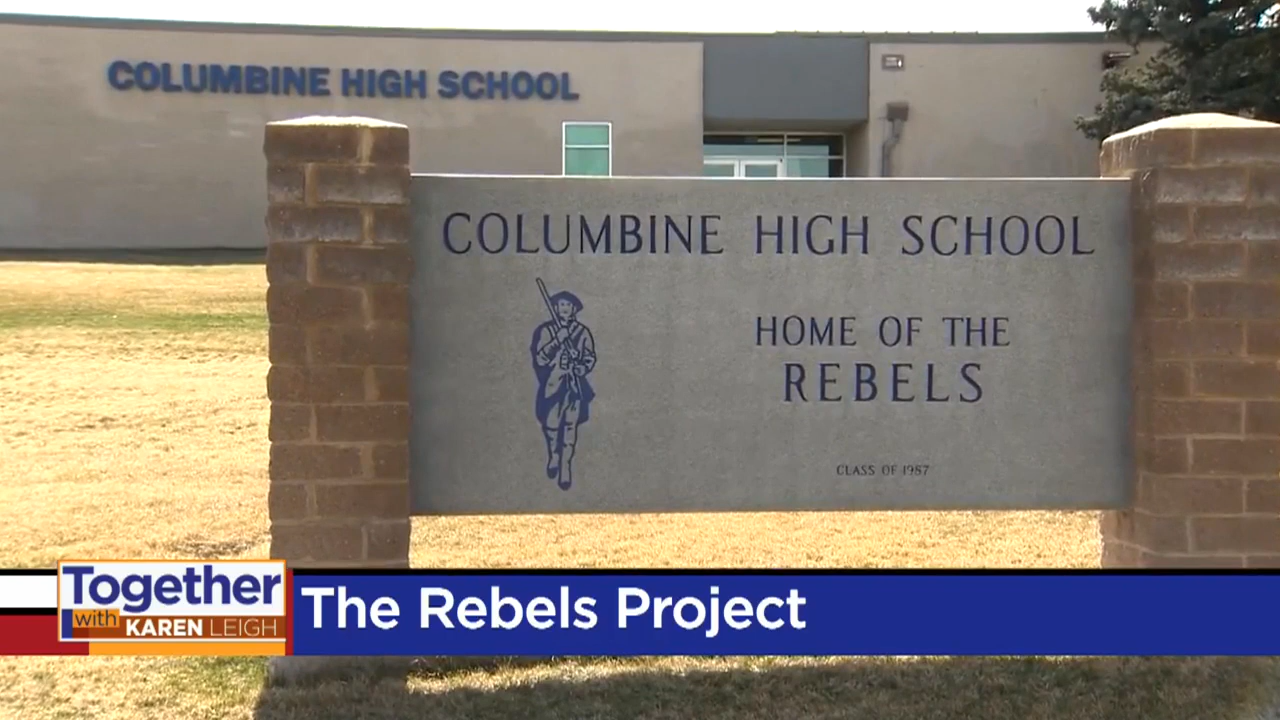 COLUMBINE HIGH SCHOOL
COLUMBINE HIGH SCHOOL
HOME OF THE
REBELS
CLASS OF 1987
Together
with KAREN LEIGH
The Rebels Project